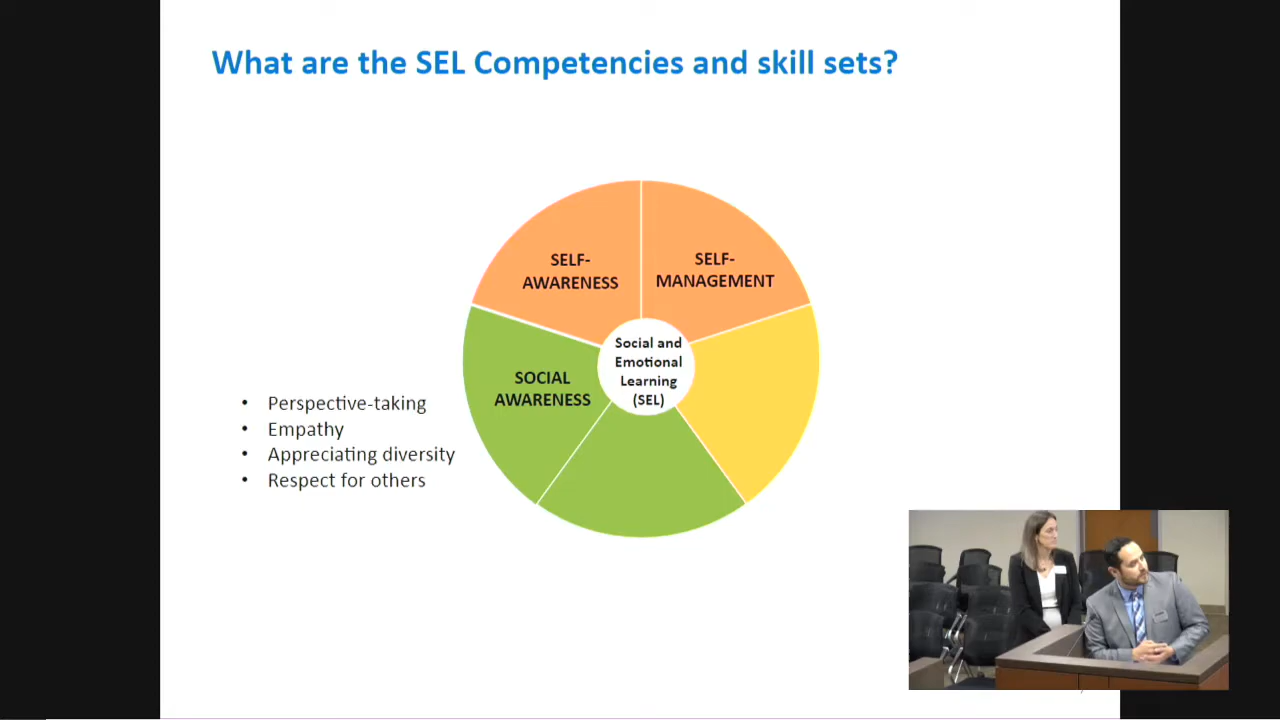 What are the SEL Competencies and skill sets?
SELF-
AWARENESS
SELF-
MANAGEMENT
Social and
Emotional
Learning
(SEL)
SOCIAL
AWARENESS
• Perspective-taking
• Empathy
• Appreciating diversity
• Respect for others